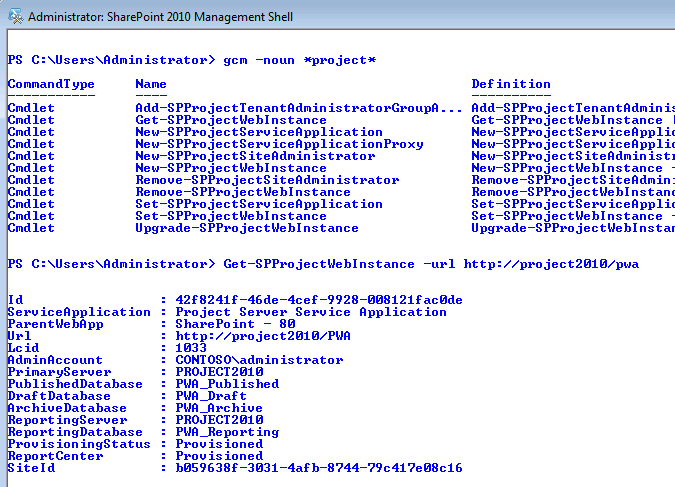 Administrator: SharePoint 2010 Management Shell
PS C:\Users\Administrator> gcm -noun *project*
CommandType Name Definition
----------- ---- ----------
Cmdlet Add-SPProjectTenantAdministratorGroupA... Add-SPProjectTenantAdminis
Cmdlet Get-SPProjectWebInstance Get-SPProjectWebInstance
Cmdlet New-SPProjectServiceApplication New-SPProjectServiceApplic
Cmdlet New-SPProjectServiceApplicationProxy New-SPProjectServiceApplic
Cmdlet New-SPProjectSiteAdministrator New-SPProjectSiteAdministr
Cmdlet New-SPProjectWebInstance New-SPProjectWebInstance -
Cmdlet Remove-SPProjectSiteAdministrator Remove-SPProjectSiteAdmini
Cmdlet Remove-SPProjectWebInstance Remove-SPProjectWebInstanc
Cmdlet Set-SPProjectServiceApplication Set-SPProjectServiceApplic
Cmdlet Set-SPProjectWebInstance Set-SPProjectWebInstance -
Cmdlet Upgrade-SPProjectWebInstance Upgrade-SPProjectWebInstan
PS C:\Users\Administrator> Get-SPProjectWebInstance -url http://project2010/pwa
Id : 42f8241f-46de-4cef-9928-008121fac0de
ServiceApplication : Project Server Service Application
ParentWebApp : SharePoint - 80
Url : http://project2010/PWA
Lcid : 1033
AdminAccount : CONTOSO\administrator
PrimaryServer : PROJECT2010
PublishedDatabase : PWA_Published
DraftDatabase : PWA_Draft
ArchiveDatabase : PWA_Archive
ReportingServer : PROJECT2010
ReportingDatabase : PWA_Reporting
ProvisioningStatus : Provisioned
ReportCenter : Provisioned
SiteId : b059638f-3031-4afb-8744-79c417e08c16